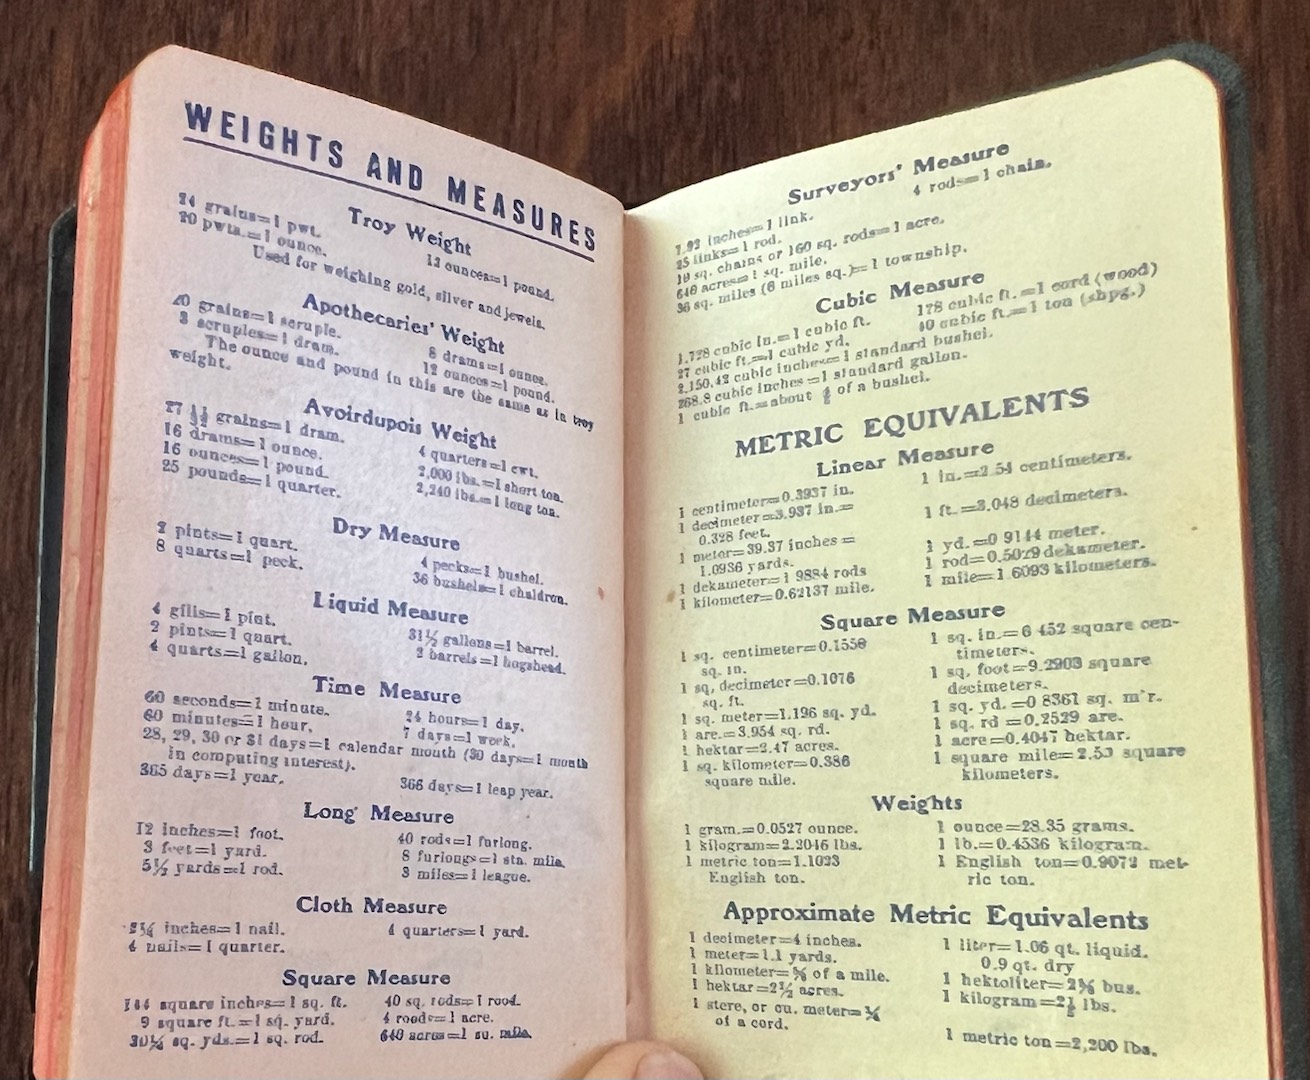 WEIGHTS AND MEASURES
Troy Weight
24 grains=1 pwt.
20 pwts.=1 ounce.
12 ounces=1 pound.
Used for weighing gold, silver and jewels.
Apothecaries' Weight
20 grains=1 scruple.
3 scruples=1 dram.
8 drams=1 ounce.
12 ounces=1 pound.
The ounce and pound in this are the same as in troy
weight.
Avoirdupois Weight
27 11/32 grains=1 dram.
16 drams=1 ounce.
16 ounces=1 pound.
25 pounds=1 quarter.
4 quarters=1 cwt.
2,000 lbs.=1 short ton.
2,240 lbs.=1 long ton.
Dry Measure
2 pints=1 quart.
8 quarts=1 peck.
4 pecks=1 bushel.
36 bushels=1 chaldron.
Liquid Measure
4 gills=1 pint.
2 pints=1 quart.
4 quarts=1 gallon.
31½ gallons=1 barrel.
2 barrels=1 hogshead.
Time Measure
60 seconds=1 minute.
60 minutes=1 hour.
24 hours=1 day.
7 days=1 week.
28, 29, 30 or 31 days=1 calendar month (30 days=1 month
in computing interest).
365 days=1 year.
366 days=1 leap year.
Long Measure
12 inches=1 foot.
3 feet=1 yard.
5½ yards=1 rod.
40 rods=1 furlong.
8 furlongs=1 sta. mile.
3 miles=1 league.
Cloth Measure
2¼ inches=1 nail.
4 nails=1 quarter.
4 quarters=1 yard.
Square Measure
144 square inches=1 sq. ft.
9 square ft.=1 sq. yard.
30¼ sq. yds.=1 sq. rod.
40 sq. rods=1 rood.
4 roods=1 acre.
640 acres=1 sq. mile.
Surveyors' Measure
7.92 inches=1 link.
25 links=1 rod.
4 rods=1 chain.
10 sq. chains or 160 sq. rods=1 acre.
640 acres=1 sq. mile.
36 sq. miles (6 miles sq.)=1 township.
Cubic Measure
1,728 cubic in.=1 cubic ft.
27 cubic ft.=1 cubic yd.
128 cubic ft.=1 cord (wood)
40 cubic ft.=1 ton (shpg.)
2,150.42 cubic inches=1 standard bushel.
268.8 cubic inches=1 standard gallon.
1 cubic ft.=about ⅘ of a bushel.
METRIC EQUIVALENTS
Linear Measure
1 centimeter=0.3937 in.
1 decimeter=3.937 in.=
0.328 feet.
1 meter=39.37 inches=
1.0936 yards.
1 dekameter=1 9884 rods
1 kilometer=0.62137 mile.
1 in.=2.54 centimeters.
1 ft.=3.048 decimeters.
1 yd.=0 9144 meter.
1 rod=0.5029 dekameter.
1 mile=1.6093 kilometers.
Square Measure
1 sq. centimeter=0.1550
sq. in.
1 sq. decimeter=0.1076
sq. ft.
1 sq. meter=1.196 sq. yd.
1 are.=3.954 sq. rd.
1 hektar=2.47 acres.
1 sq. kilometer=0.386
square mile.
1 sq. in.=6 452 square cen-
timeters.
1 sq. foot=9.2903 square
decimeters.
1 sq. yd.=0 8361 sq. m'r.
1 sq. rd=0.2529 are.
1 acre=0.4047 hektar.
1 square mile=2.59 square
kilometers.
Weights
1 gram.=0.0527 ounce.
1 kilogram=2.2046 lbs.
1 metric ton=1.1023
English ton.
1 ounce=28.35 grams.
1 lb.=0.4536 kilogram.
1 English ton=0.9072 met-
ric ton.
Approximate Metric Equivalents
1 decimeter=4 inches.
1 meter=1.1 yards.
1 kilometer=⅝ of a mile.
1 hektar=2½ acres.
1 stere, or cu. meter=¼
of a cord.
1 liter=1.06 qt. liquid.
0.9 qt. dry
1 hektoliter=2⅝ bus.
1 kilogram=2⅕ lbs.
1 metric ton=2,200 lbs.